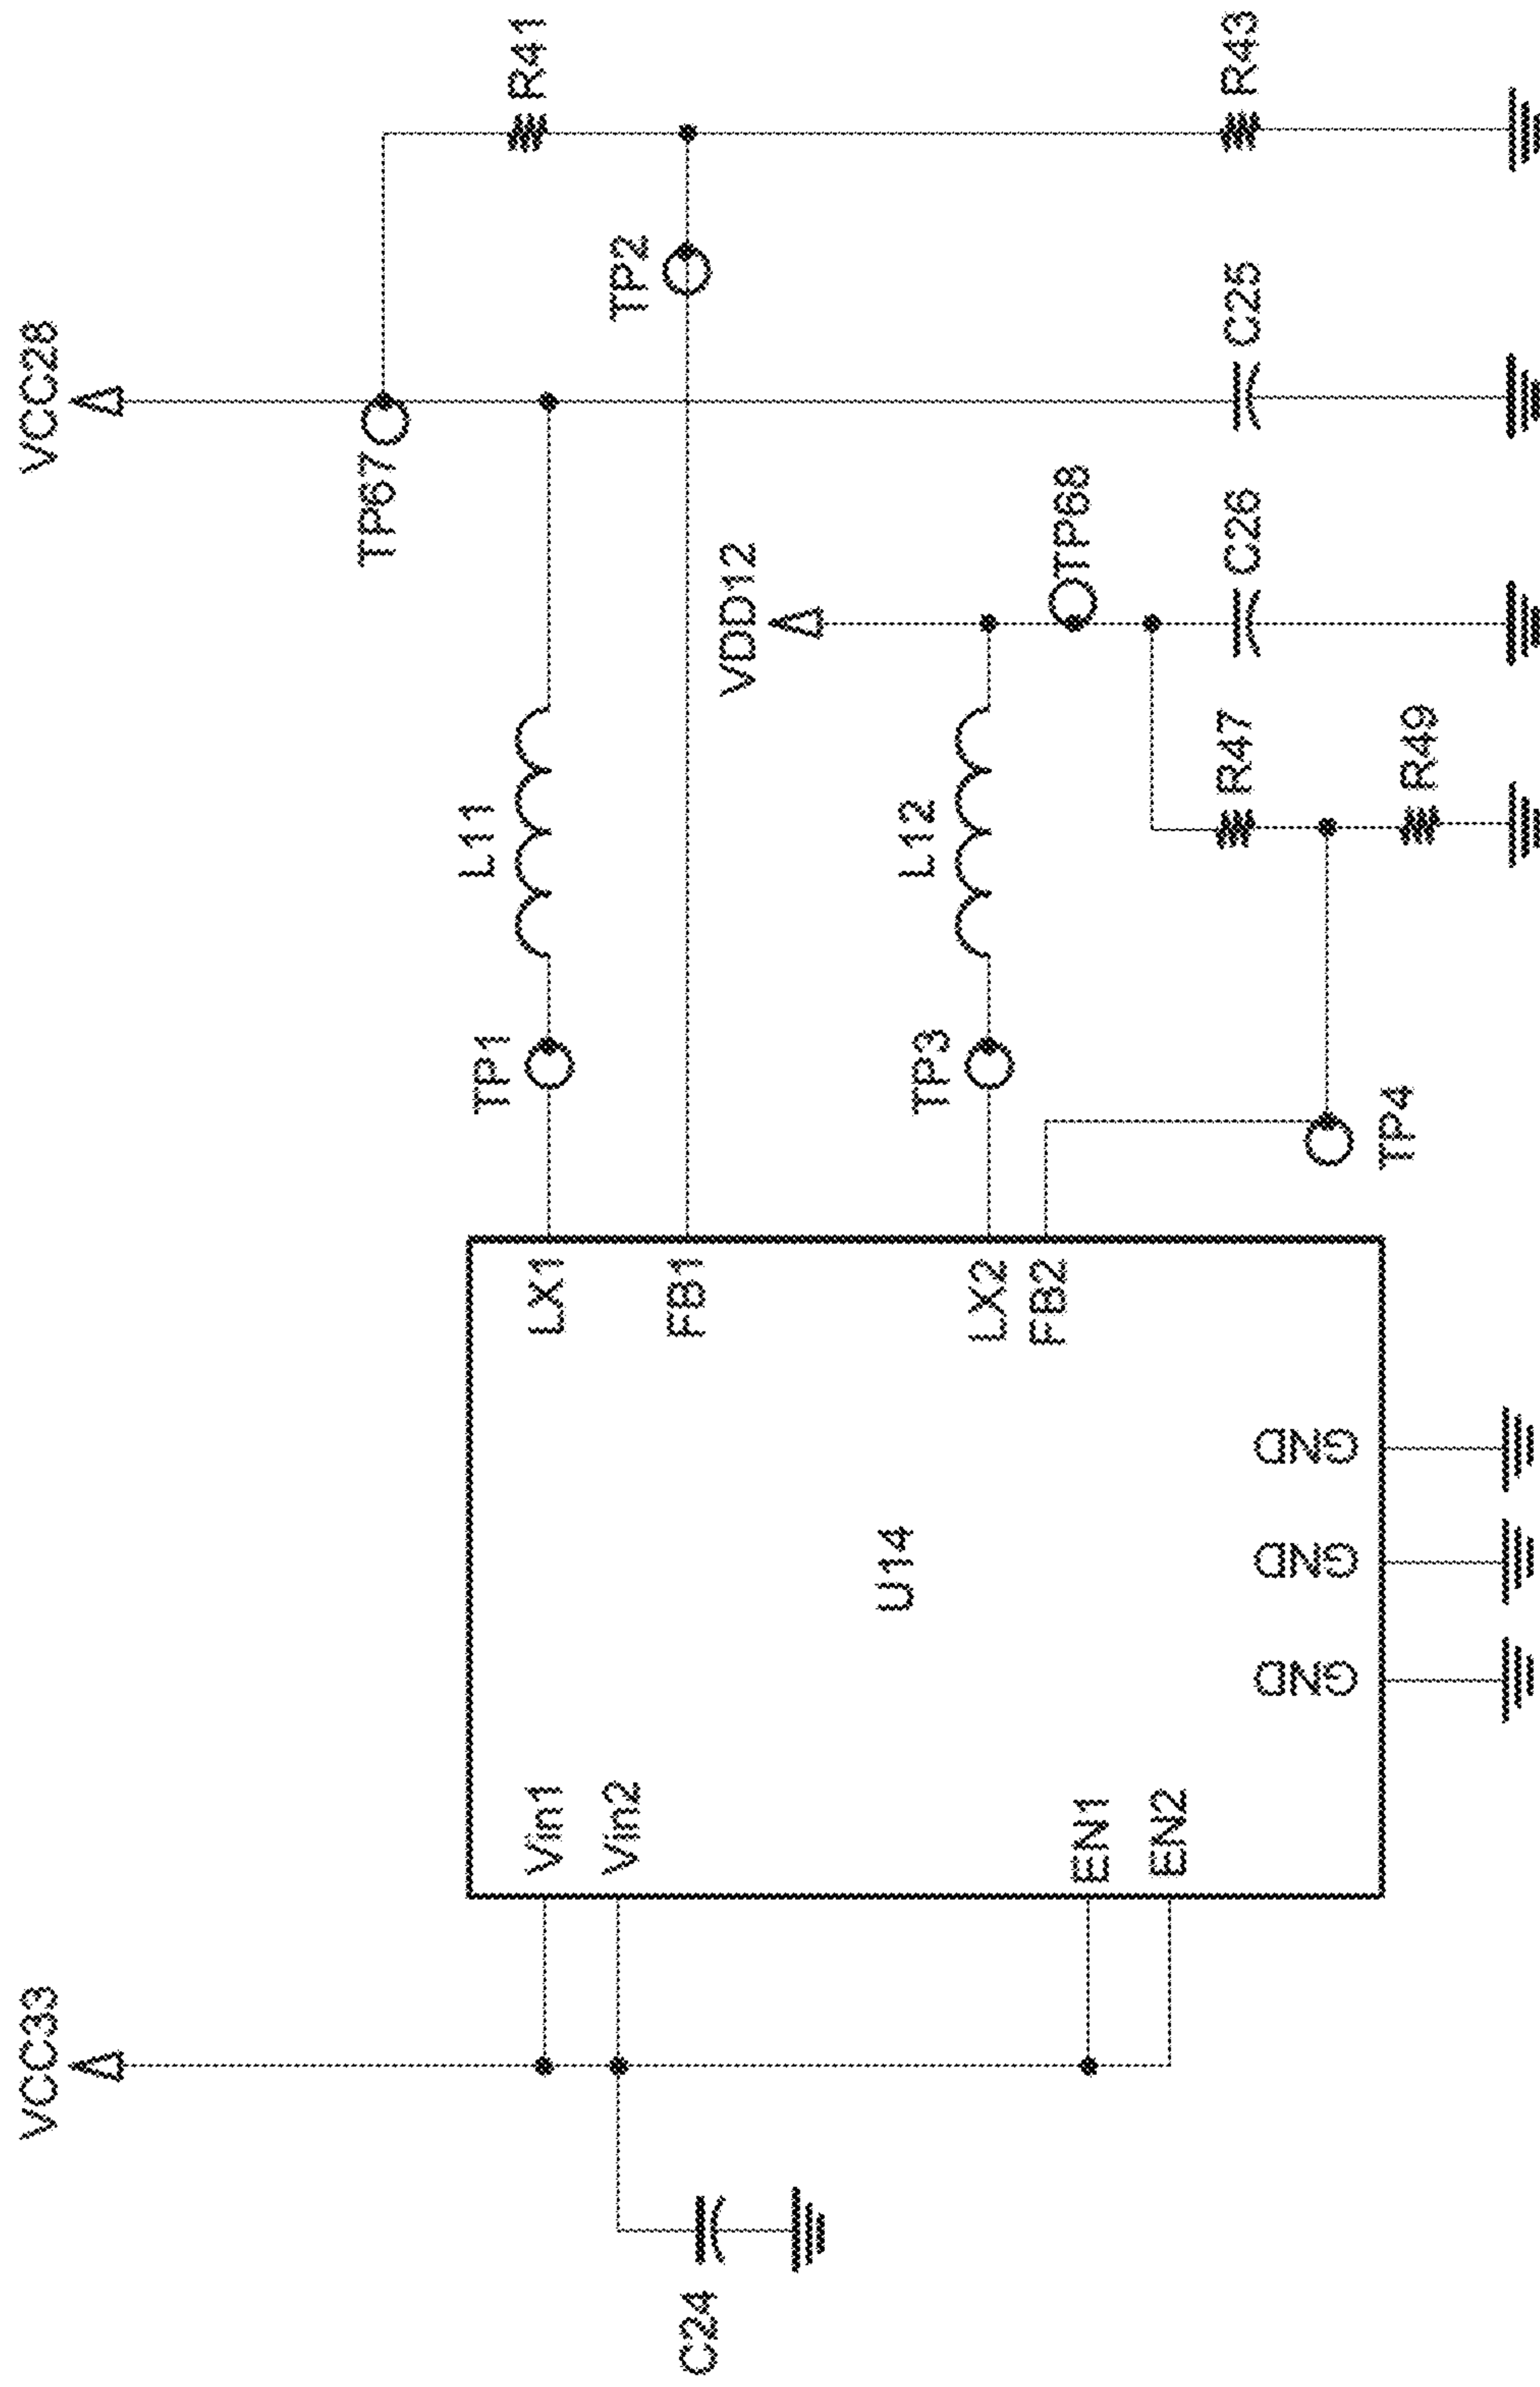 VCC33
VCC28
TP67
R41
L11
TP1
TP2
LX1
Vin1
Vin2
FB1
C24
VDD12
L12
TP3
U14
LX2
FB2
TP68
EN1
EN2
R47
C26
C25
R43
GND
GND
GND
TP4
R49